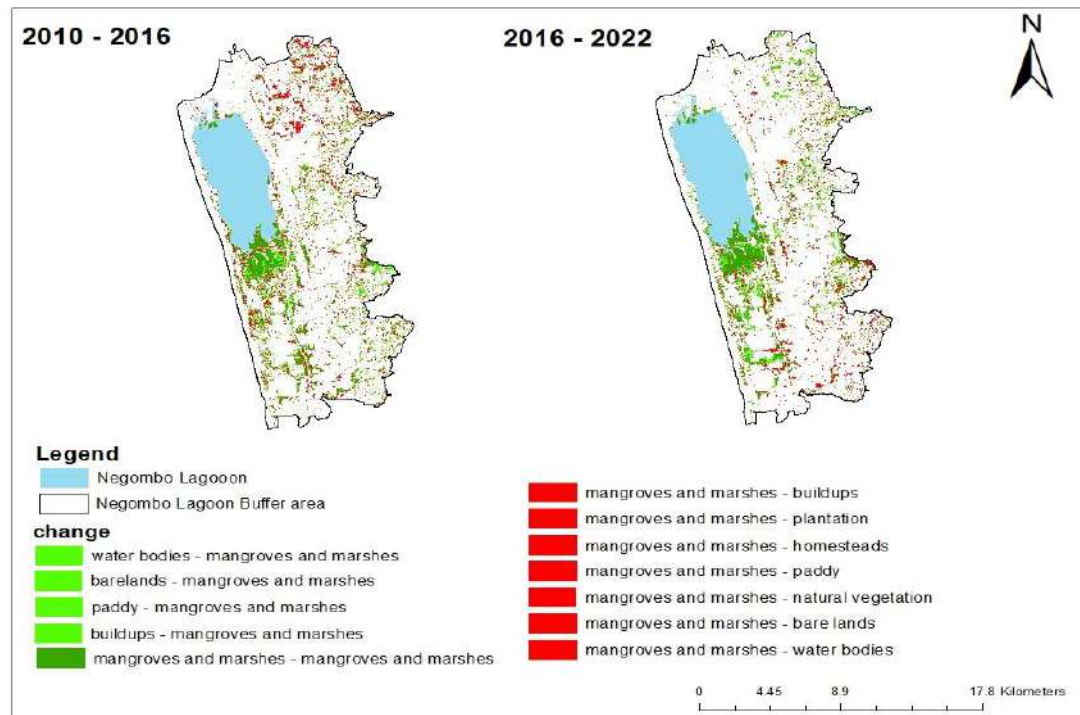 2010 - 2016
2016 - 2022
N
Legend
Negombo Lagooon
Negombo Lagoon Buffer area
change
water bodies - mangroves and marshes
barelands - mangroves and marshes
paddy - mangroves and marshes
buildups - mangroves and marshes
mangroves and marshes - mangroves and marshes
mangroves and marshes - buildups
mangroves and marshes - plantation
mangroves and marshes - homesteads
mangroves and marshes - paddy
mangroves and marshes - natural vegetation
mangroves and marshes - bare lands
mangroves and marshes - water bodies
0 4.45 8.9 17.8 Kilometers